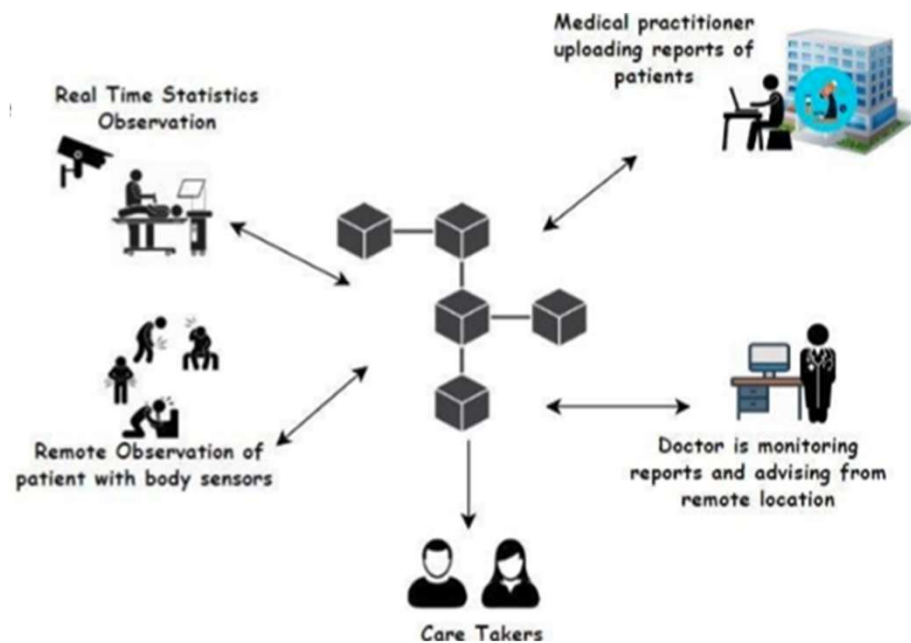 Medical practitioner
uploading reports of
patients
Real Time Statistics
Observation
Remote Observation of
patient with body sensors
Doctor is monitoring
reports and advising from
remote location
Care Takers